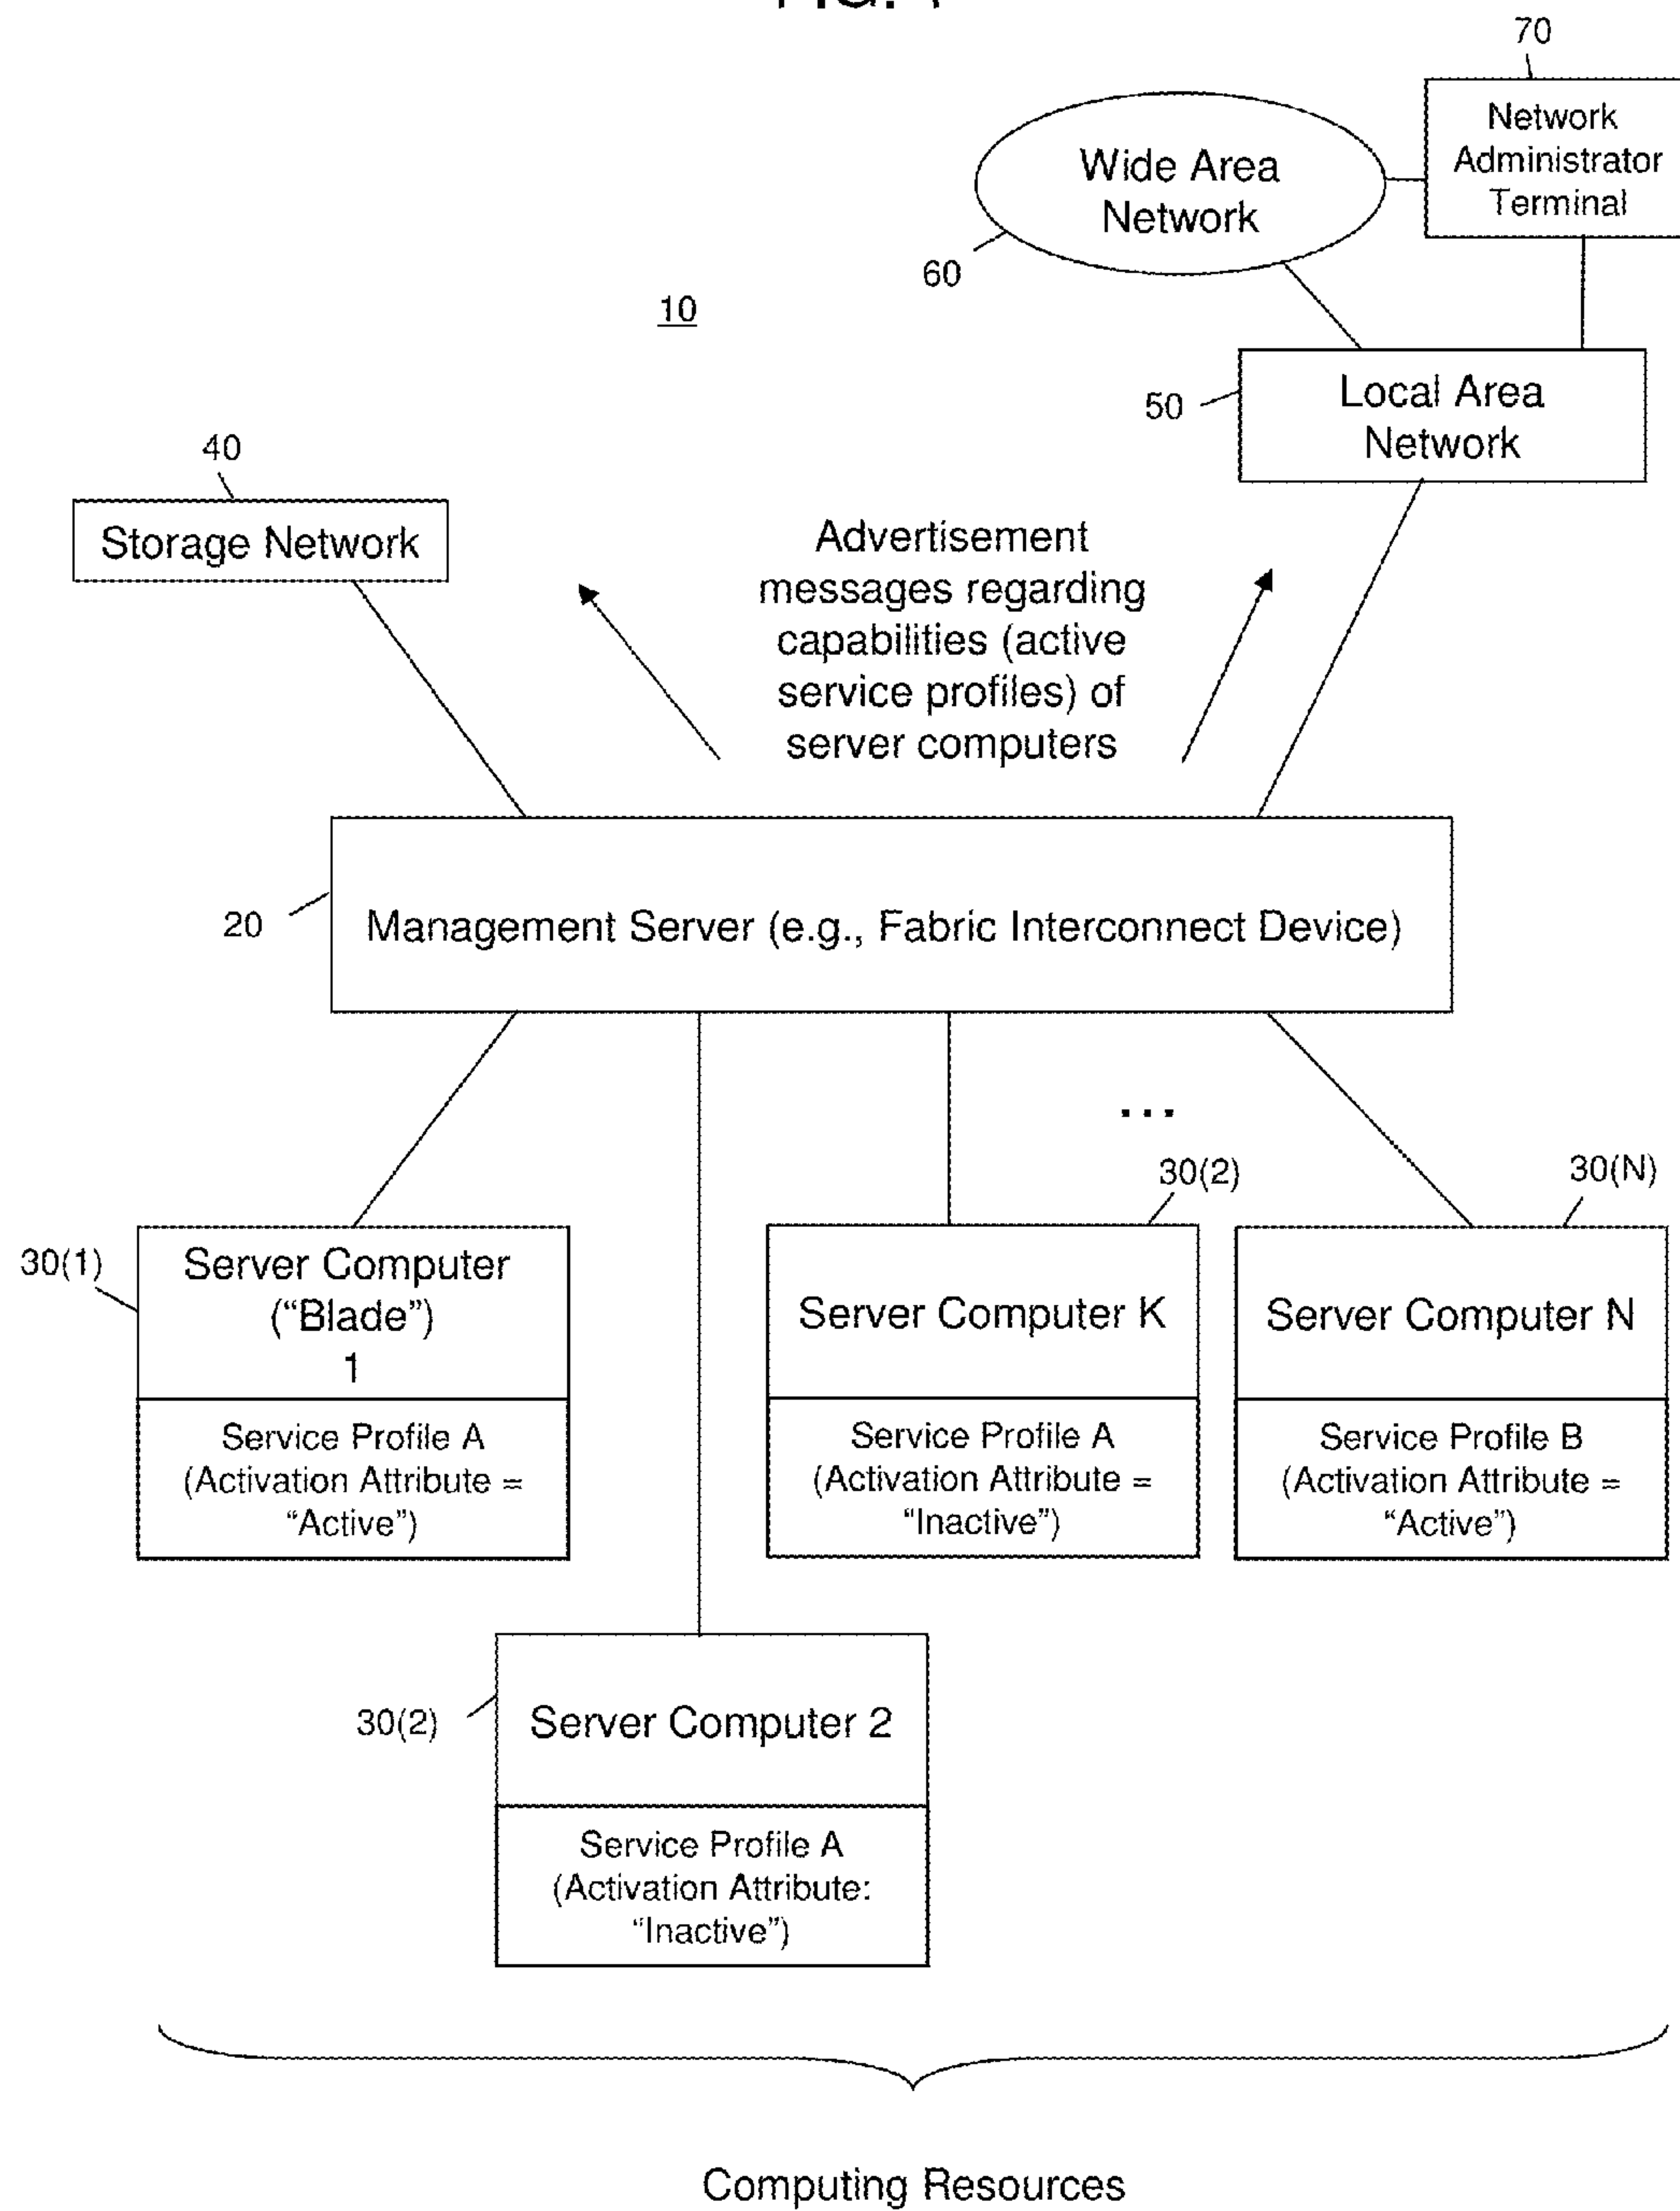 70
Network
Administrator
Terminal
Wide Area
Network
60
10
Local Area
Network
50
40
Storage Network
Advertisement
messages regarding
capabilities (active
service profiles) of
server computers
20
Management Server (e.g., Fabric Interconnect Device)
...
30(2)
30(N)
30(1)
Server Computer
(“Blade”)
1
Server Computer K
Server Computer N
Service Profile A
(Activation Attribute =
“Active”)
Service Profile A
(Activation Attribute =
“Inactive”)
Service Profile B
(Activation Attribute =
“Active”)
30(2)
Server Computer 2
Service Profile A
(Activation Attribute:
“Inactive”)
Computing Resources